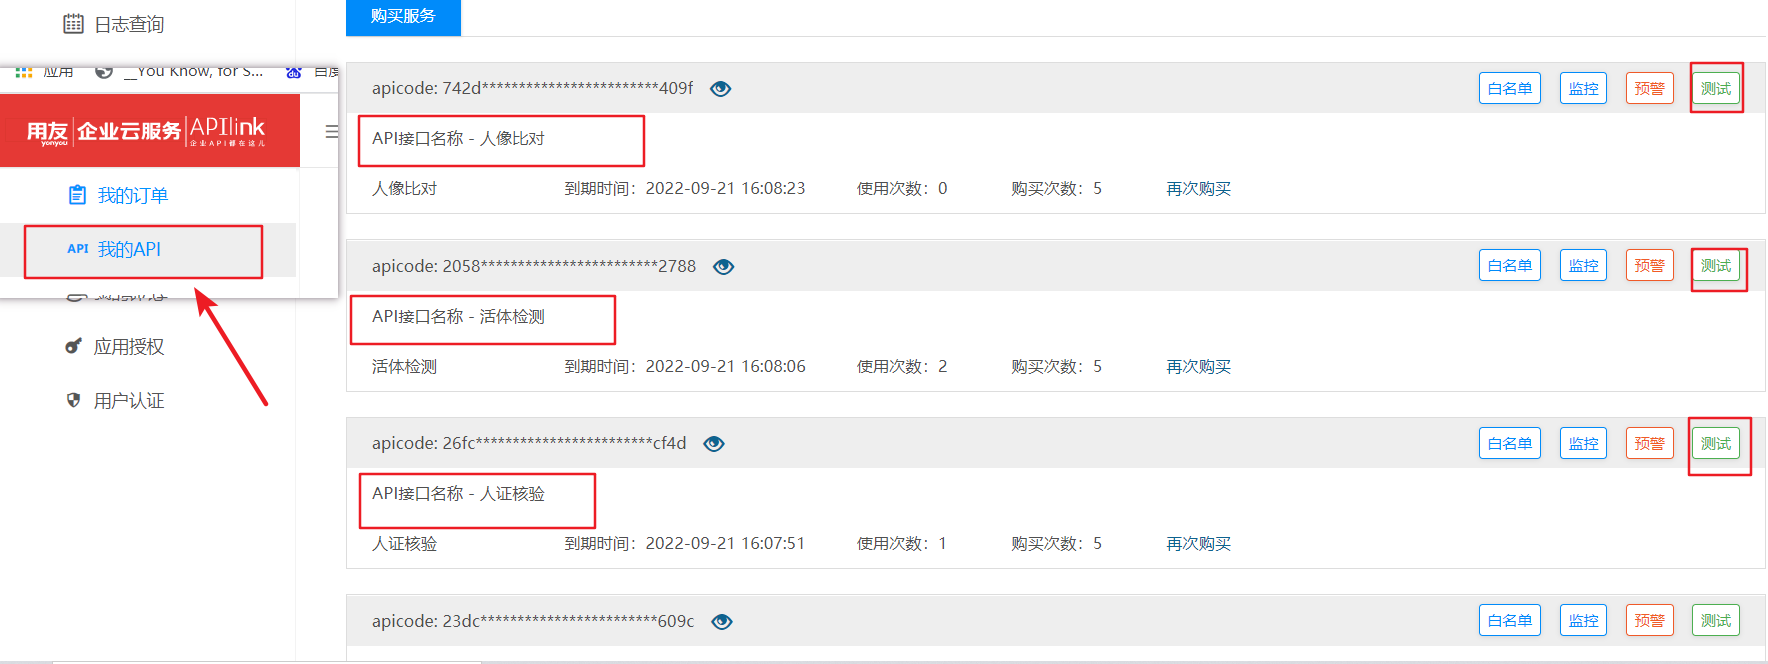 日志查询
应用 __You Know, for S... 百度
用友 yonyou 企业云服务 APIlink 企业API都在这儿
我的订单
API 我的API
应用授权
用户认证
购买服务
apicode: 742d************************409f 白名单 监控 预警 测试
API接口名称 - 人像比对
人像比对 到期时间：2022-09-21 16:08:23 使用次数：0 购买次数：5 再次购买
apicode: 2058************************2788 白名单 监控 预警 测试
API接口名称 - 活体检测
活体检测 到期时间：2022-09-21 16:08:06 使用次数：2 购买次数：5 再次购买
apicode: 26fc************************cf4d 白名单 监控 预警 测试
API接口名称 - 人证核验
人证核验 到期时间：2022-09-21 16:07:51 使用次数：1 购买次数：5 再次购买
apicode: 23dc************************609c 白名单 监控 预警 测试